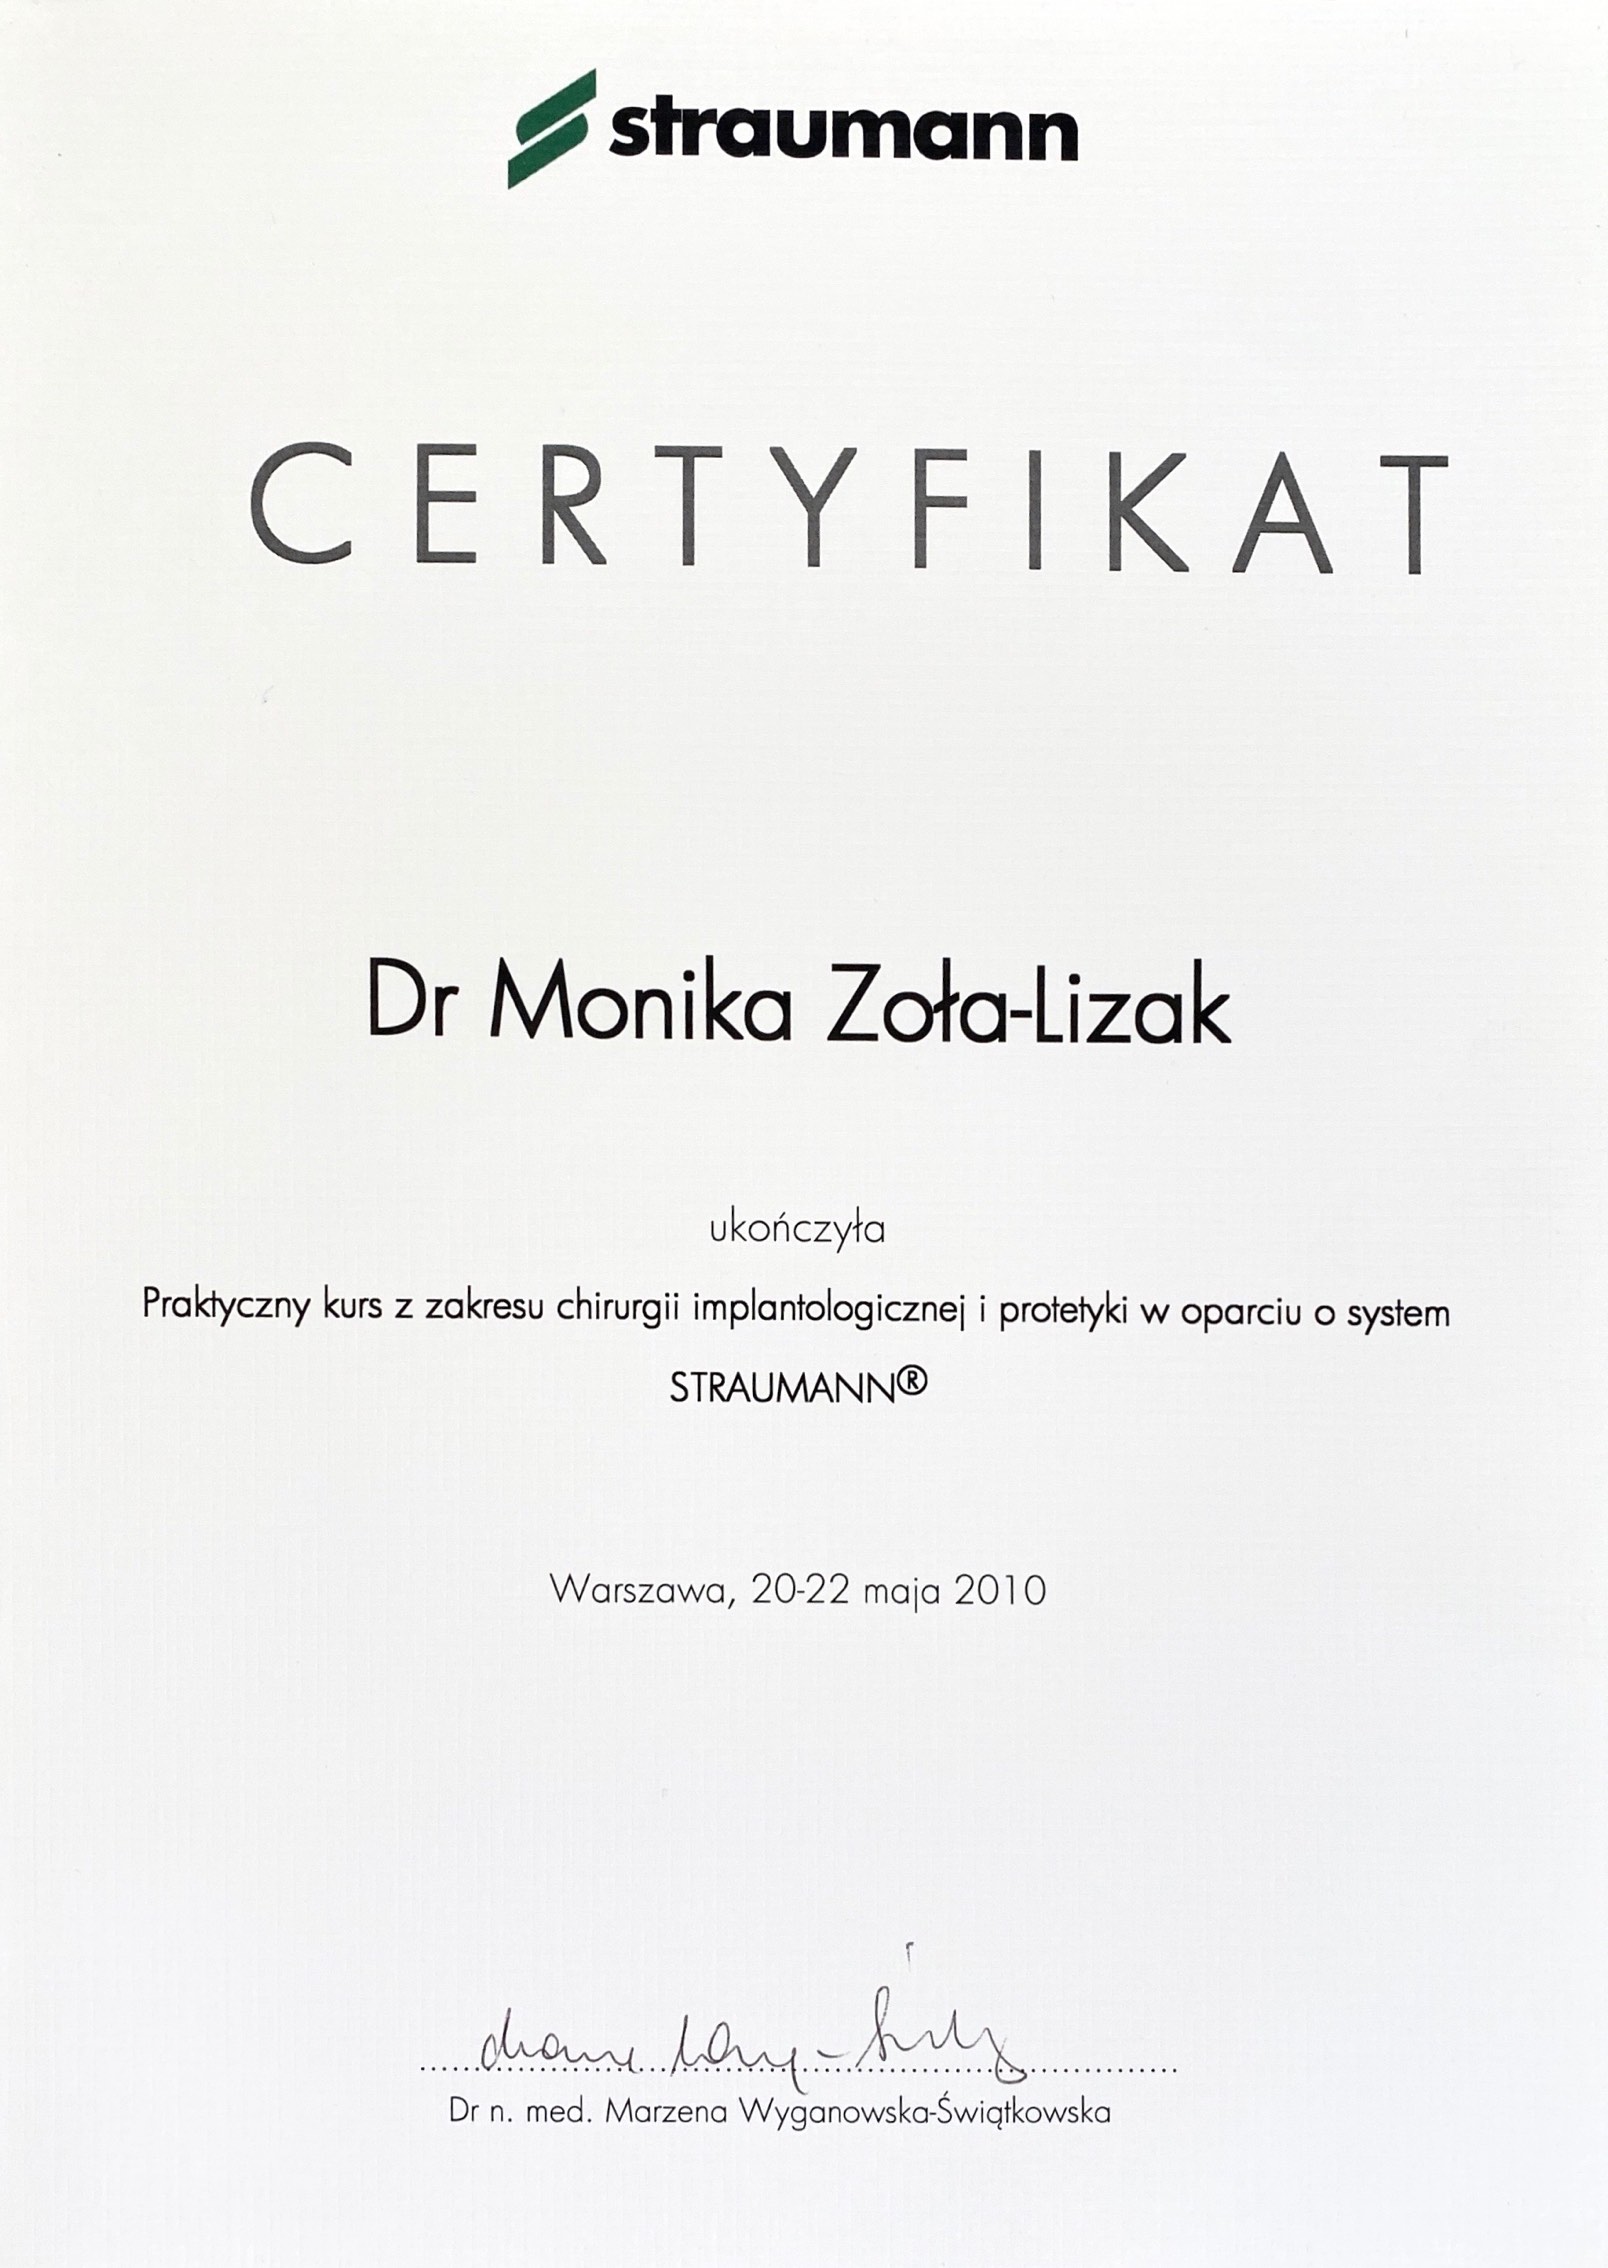 straumann
CERTYFIKAT
Dr Monika Zoła-Lizak
ukończyła
Praktyczny kurs z zakresu chirurgii implantologicznej i protetyki w oparciu o system
STRAUMANN®
Warszawa, 20-22 maja 2010
Dr n. med. Marzena Wyganowska-Świątkowska